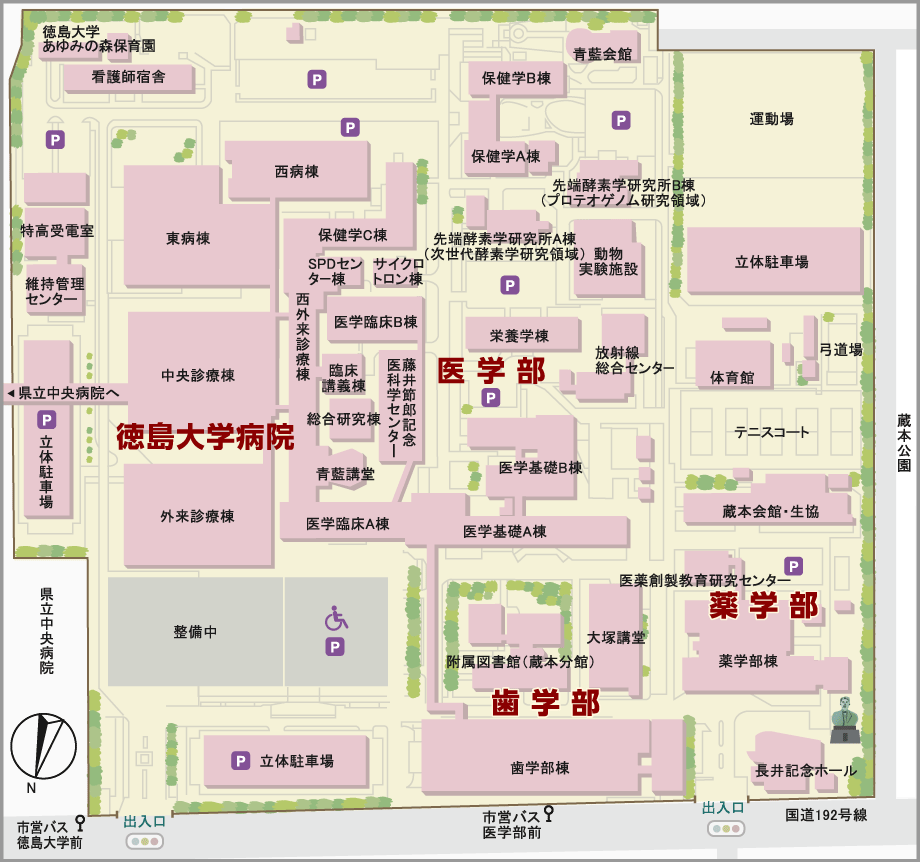 徳島大学
あゆみの森保育園
看護師宿舎
P
P
P
P
青藍会館
保健学B棟
保健学A棟
運動場
西病棟
先端酵素学研究所B棟
(プロテオゲノム研究領域)
特高受電室
東病棟
保健学C棟
先端酵素学研究所A棟
(次世代酵素学研究領域)
動物
実験施設
立体駐車場
維持管理
センター
SPDセン
ター棟
サイクロ
トロン棟
P
西外来診療棟
医学臨床B棟
栄養学棟
放射線
総合センター
体育館
弓道場
中央診療棟
臨床
講義棟
藤井節郎記念
医科学センター
医学部
P
◀県立中央病院へ
P
立体駐車場
総合研究棟
徳島大学病院
テニスコート
蔵本公園
青藍講堂
医学基礎B棟
外来診療棟
医学臨床A棟
医学基礎A棟
蔵本会館・生協
P
医薬創製教育研究センター
薬学部
県立中央病院
整備中
P
大塚講堂
附属図書館(蔵本分館)
薬学部棟
歯学部
N
P
立体駐車場
歯学部棟
長井記念ホール
市営バス
徳島大学前
出入口
市営バス
医学部前
出入口
国道192号線